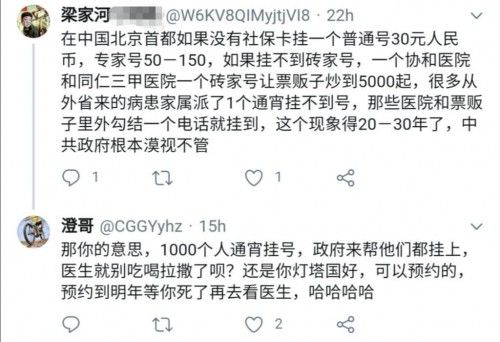 梁家河 @W6KV8QIMyjtjVI8 · 22h
在中国北京首都如果没有社保卡挂一个普通号30元人民
币，专家号50－150，如果挂不到砖家号，一个协和医院
和同仁三甲医院一个砖家号让票贩子炒到5000起，很多从
外省来的病患家属派了1个通宵挂不到号，那些医院和票贩
子里外勾结一个电话就挂到，这个现象得20－30年了，中
共政府根本漠视不管
1 1
澄哥 @CGGYyhz · 15h
那你的意思，1000个人通宵挂号，政府来帮他们都挂上，
医生就别吃喝拉撒了呗？还是你灯塔国好，可以预约的，
预约到明年等你死了再去看医生，哈哈哈哈
2